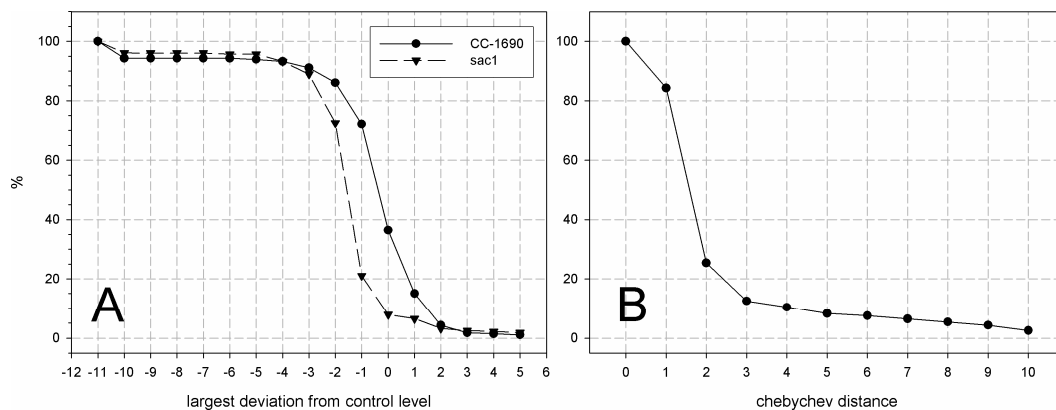 100
80
60
40
20
0
%
A
CC-1690
sac1
-12 -11 -10 -9 -8 -7 -6 -5 -4 -3 -2 -1 0 1 2 3 4 5 6
largest deviation from control level
100
80
60
40
20
0
B
0 1 2 3 4 5 6 7 8 9 10
chebychev distance